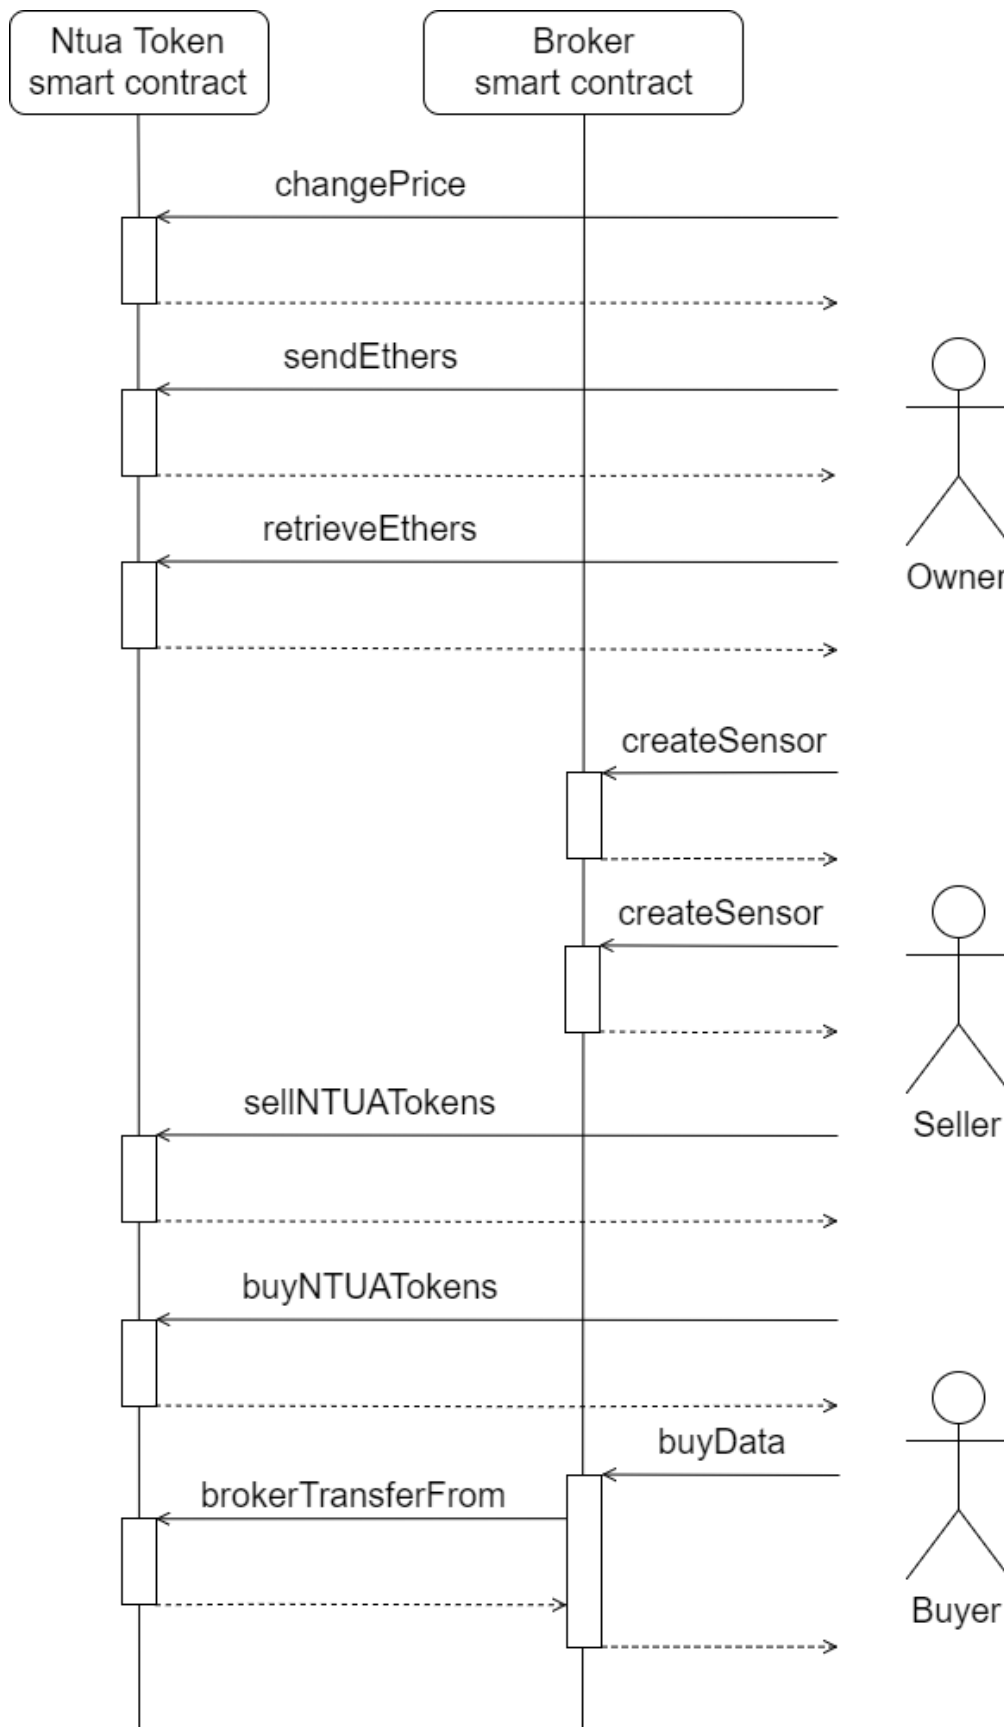 Ntua Token
smart contract
Broker
smart contract
changePrice
sendEthers
retrieveEthers
Owner
createSensor
createSensor
sellNTUATokens
Seller
buyNTUATokens
buyData
brokerTransferFrom
Buyer